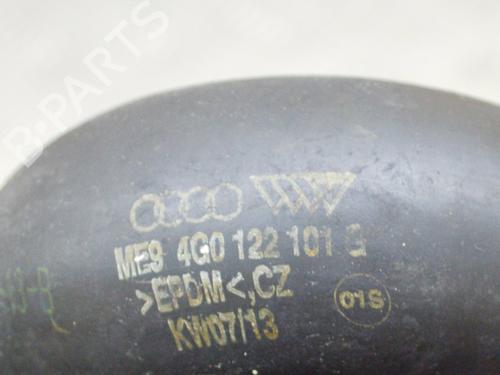 B-PARTS
ME9 4G0 122 101 G
>EPDM<,CZ
01S
KW07/13